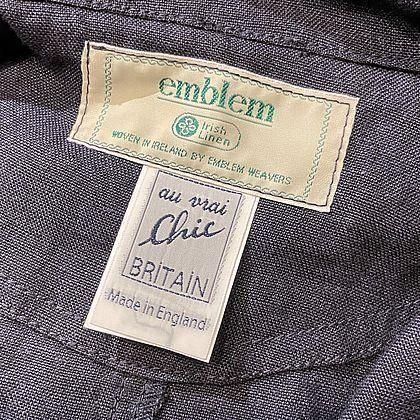 emblem
Irish
Linen
WOVEN IN IRELAND BY EMBLEM WEAVERS
au vrai
Chic
BRITAIN
Made in England